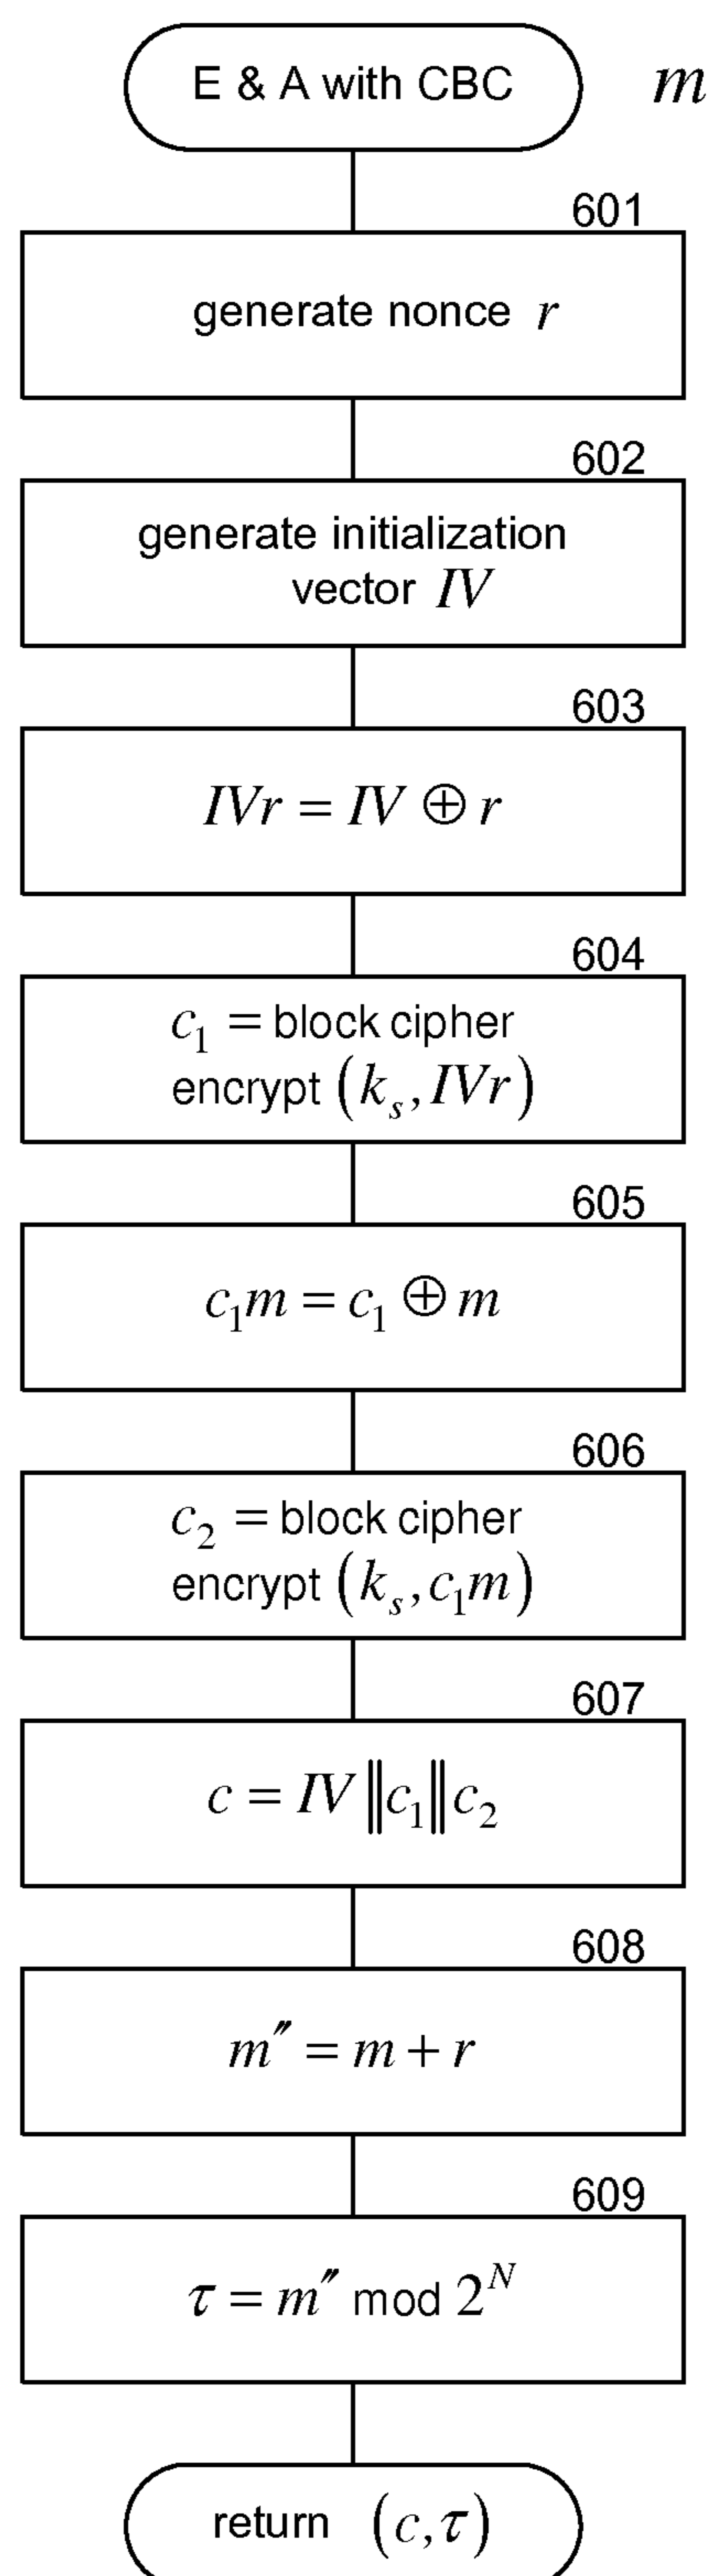 E & A with CBC m
601
generate nonce r
602
generate initialization
vector IV
603
IVr = IV ⊕ r
604
c₁ = block cipher
encrypt (kₛ, IVr)
605
c₁m = c₁ ⊕ m
606
c₂ = block cipher
encrypt (kₛ, c₁m)
607
c = IV‖c₁‖c₂
608
m″ = m + r
609
τ = m″ mod 2ᴺ
return (c, τ)